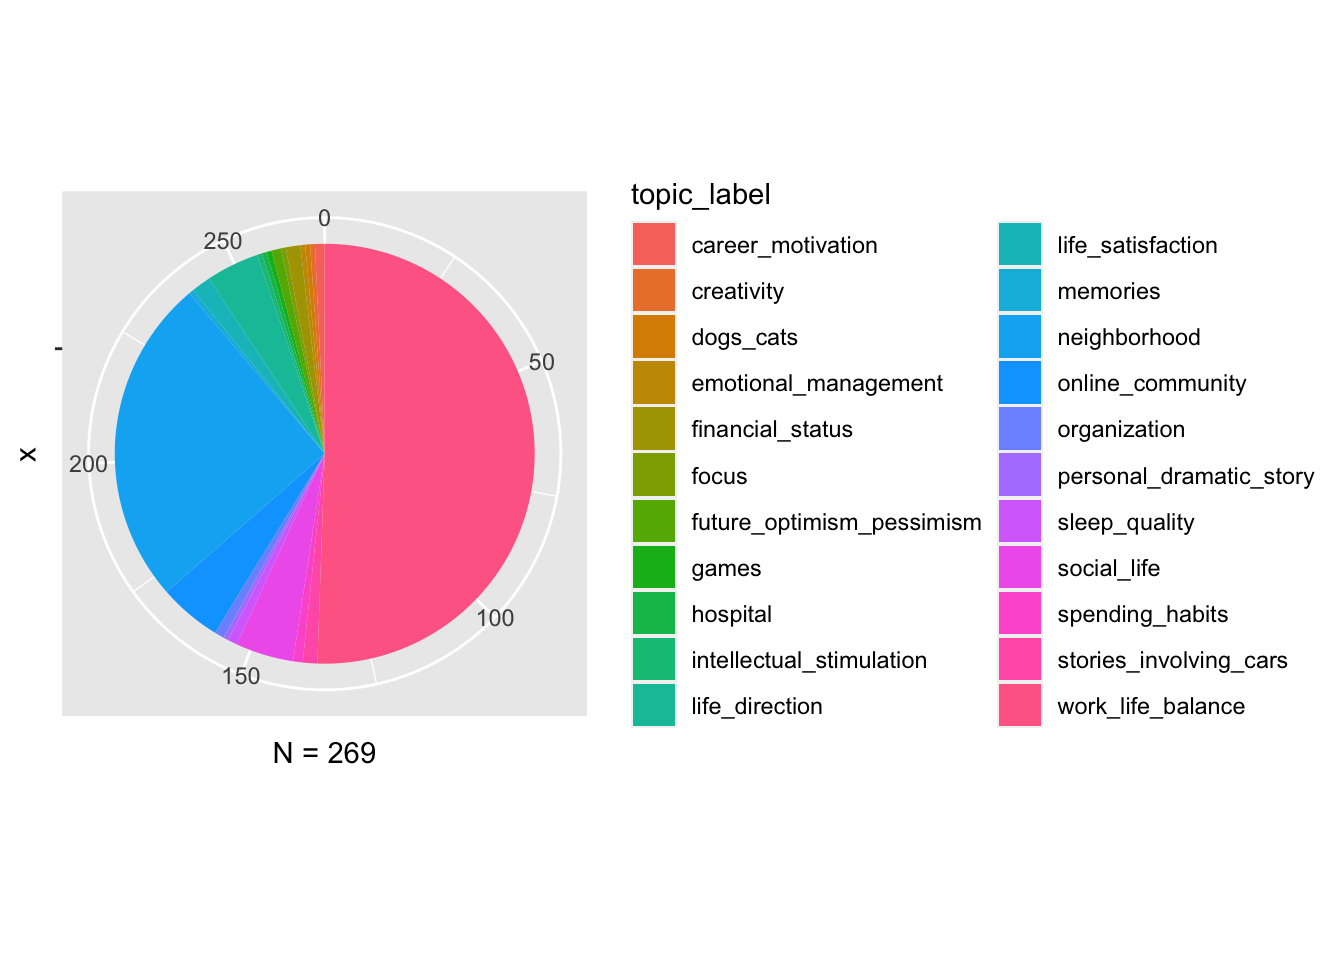 0
50
100
150
200
250
x
N = 269
topic_label
career_motivation
creativity
dogs_cats
emotional_management
financial_status
focus
future_optimism_pessimism
games
hospital
intellectual_stimulation
life_direction
life_satisfaction
memories
neighborhood
online_community
organization
personal_dramatic_story
sleep_quality
social_life
spending_habits
stories_involving_cars
work_life_balance